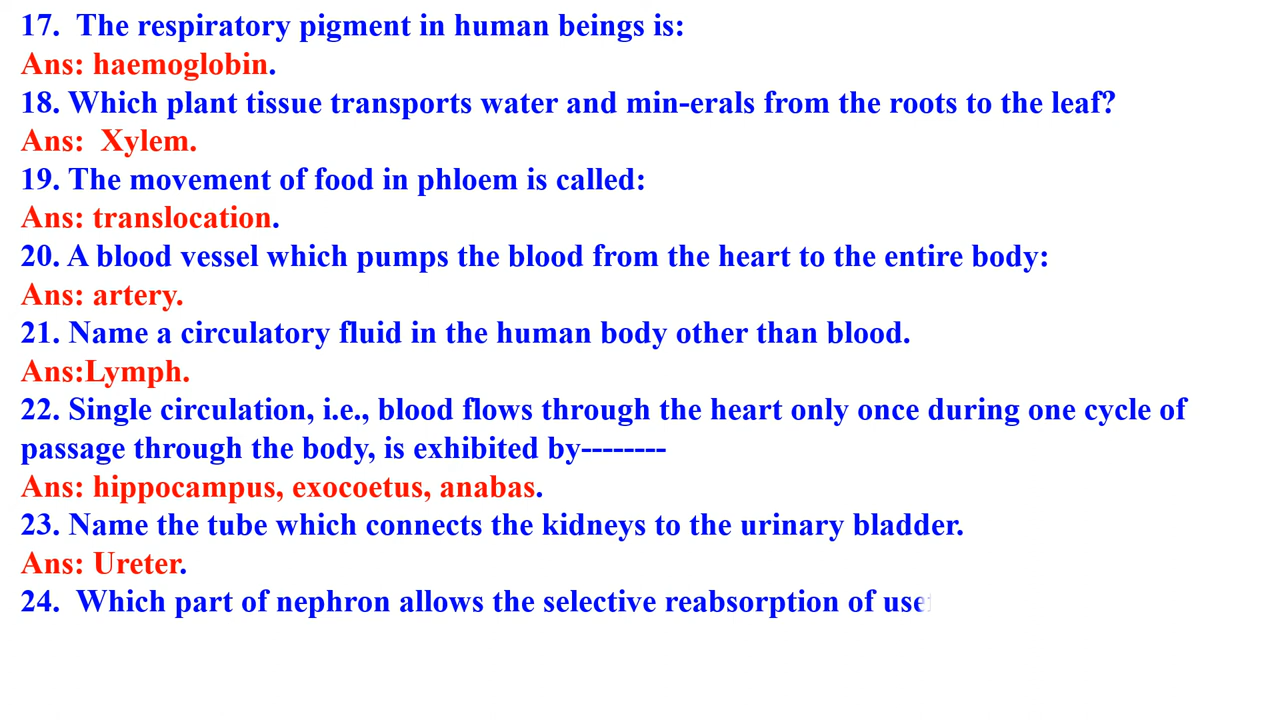 17. The respiratory pigment in human beings is:
Ans: haemoglobin.
18. Which plant tissue transports water and min-erals from the roots to the leaf?
Ans: Xylem.
19. The movement of food in phloem is called:
Ans: translocation.
20. A blood vessel which pumps the blood from the heart to the entire body:
Ans: artery.
21. Name a circulatory fluid in the human body other than blood.
Ans:Lymph.
22. Single circulation, i.e., blood flows through the heart only once during one cycle of
passage through the body, is exhibited by--------
Ans: hippocampus, exocoetus, anabas.
23. Name the tube which connects the kidneys to the urinary bladder.
Ans: Ureter.
24. Which part of nephron allows the selective reabsorption of